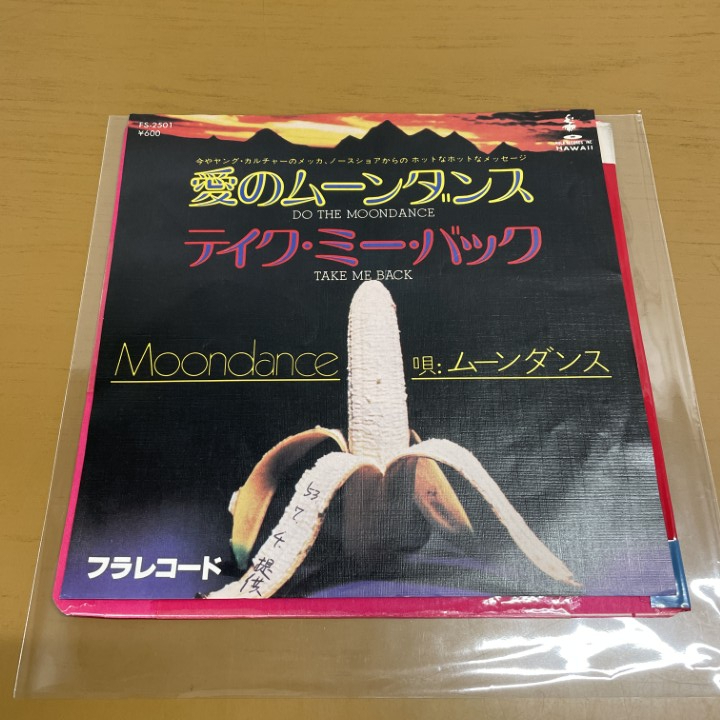 FS-2501
¥600
HAWAII
今やヤング・カルチャーのメッカ、ノースショアからの ホットなホットなメッセージ
愛のムーンダンス
DO THE MOONDANCE
テイク・ミー・バック
TAKE ME BACK
Moondance
唄:ムーンダンス
53
7
4
提供
フラレコード